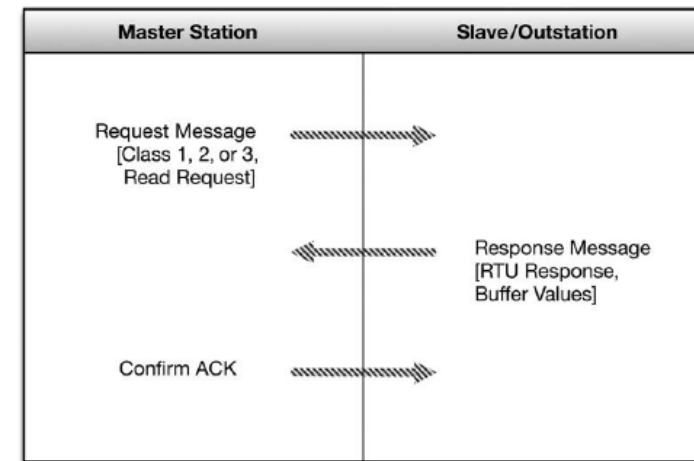 Master Station
Slave/Outstation
Request Message
[Class 1, 2, or 3,
Read Request]
Response Message
[RTU Response,
Buffer Values]
Confirm ACK